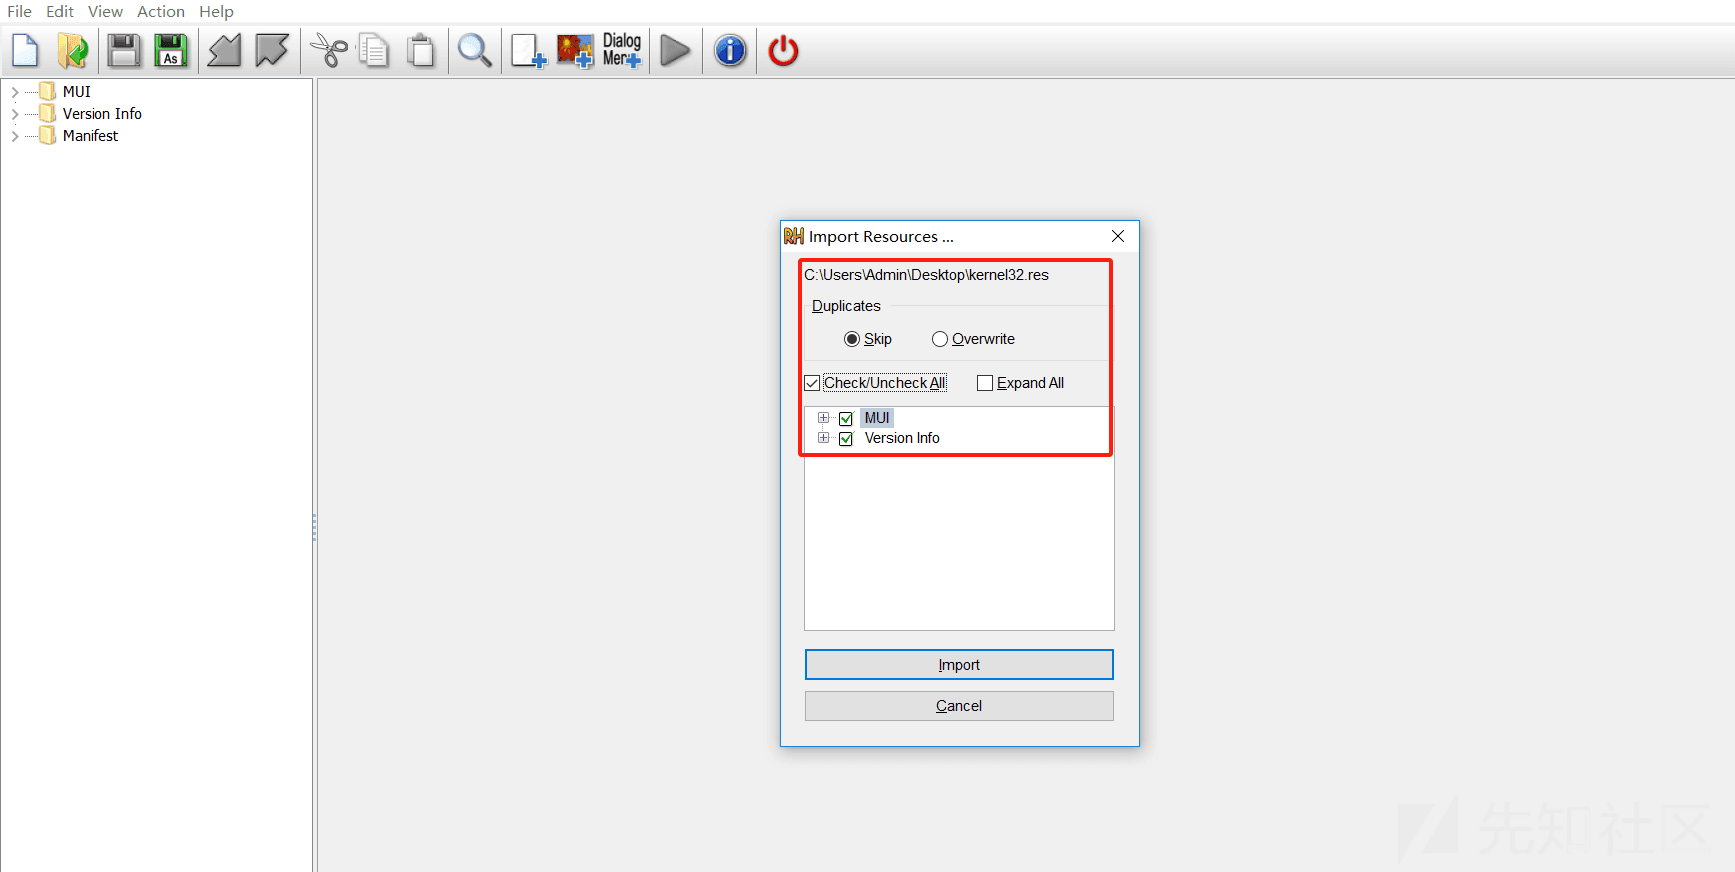 File Edit View Action Help
As
Dialog
Mer
MUI
Version Info
Manifest
RH Import Resources ...
C:\Users\Admin\Desktop\kernel32.res
Duplicates
Skip Overwrite
Check/Uncheck All Expand All
MUI
Version Info
Import
Cancel
先知社区